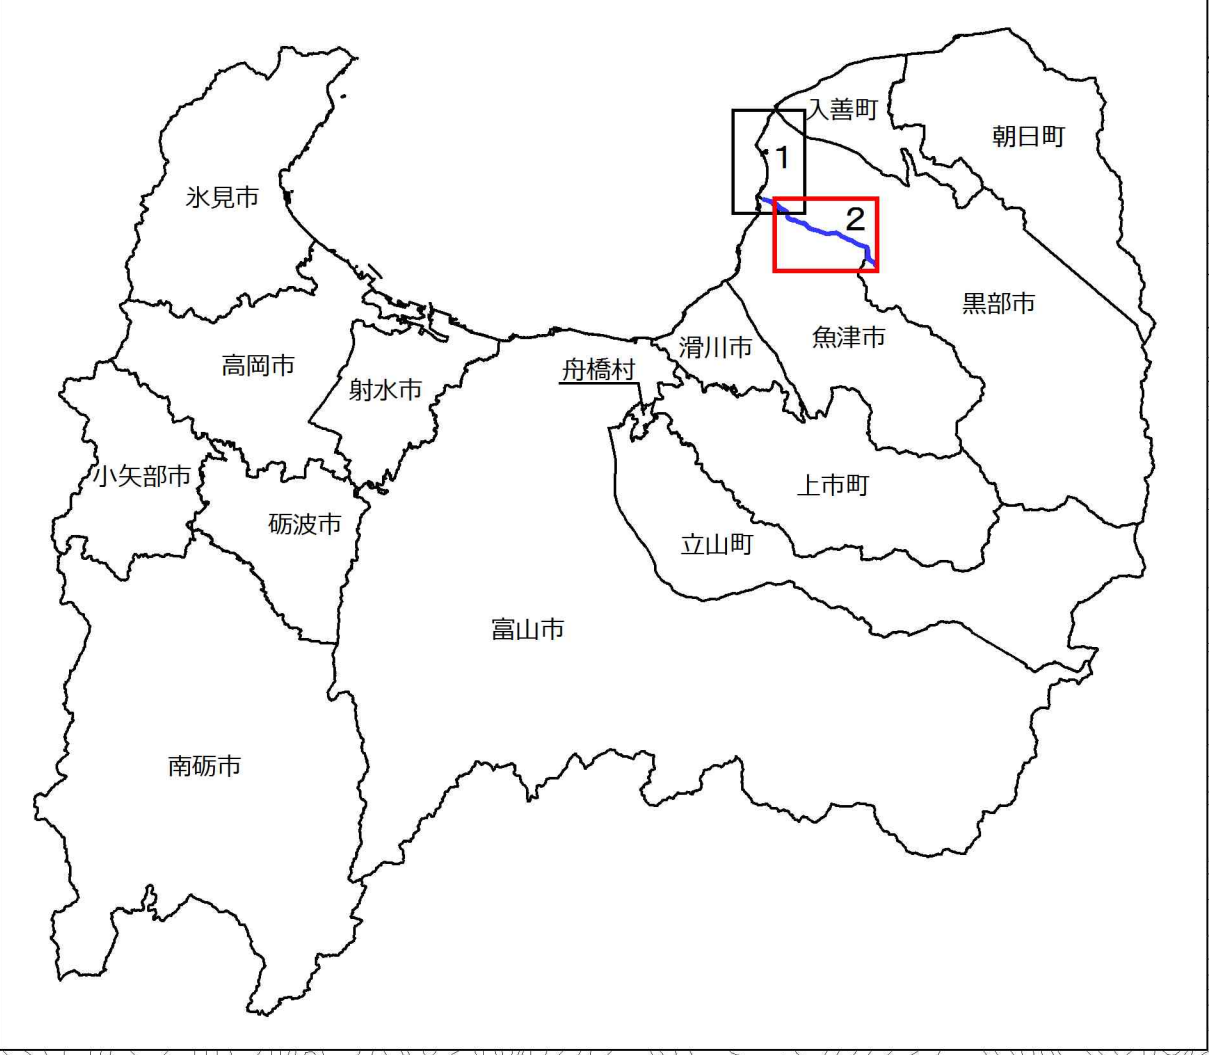 入善町
朝日町
1
氷見市
2
黒部市
魚津市
滑川市
舟橋村
高岡市
射水市
小矢部市
上市町
砺波市
立山町
富山市
南砺市